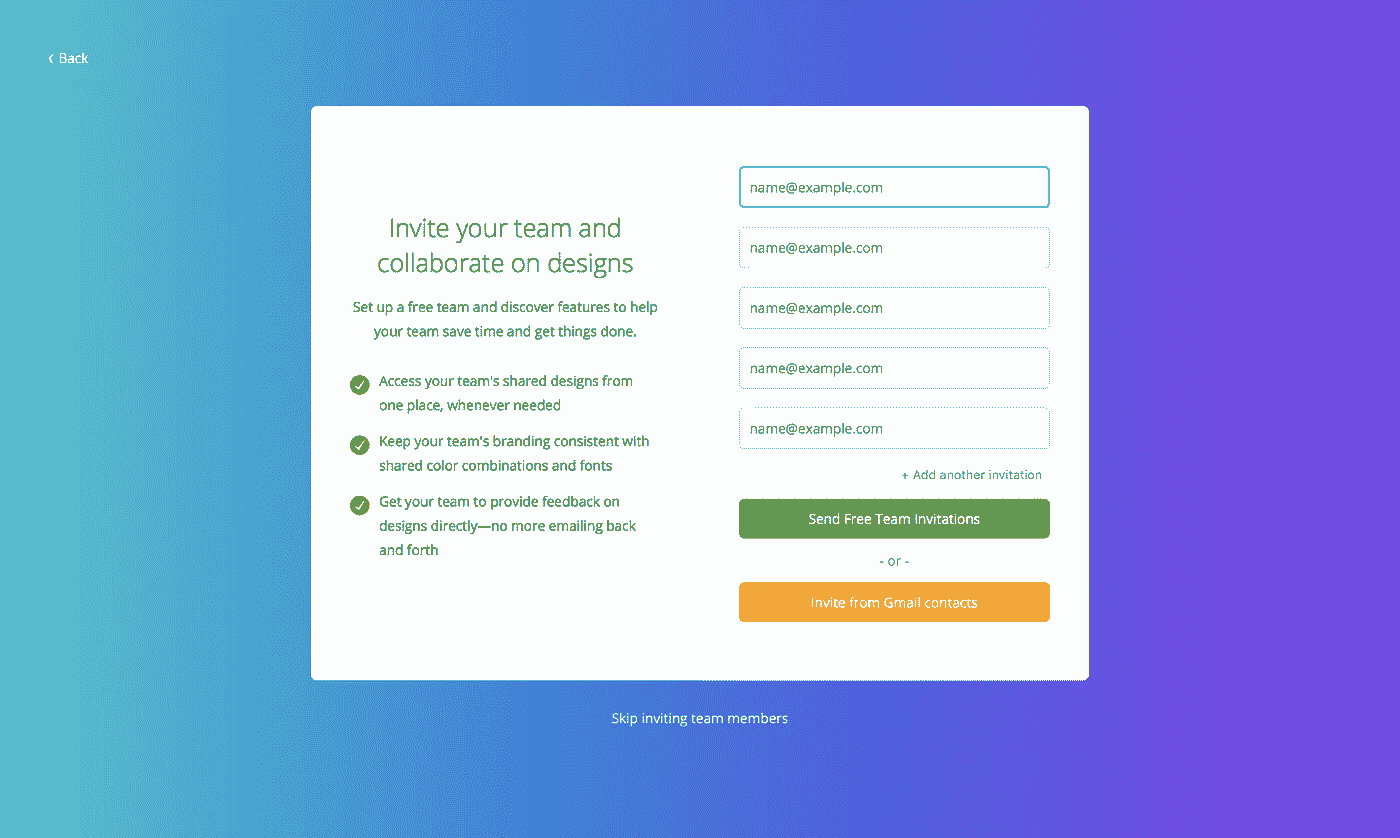 ‹ Back
Invite your team and
collaborate on designs
Set up a free team and discover features to help
your team save time and get things done.
Access your team's shared designs from
one place, whenever needed
Keep your team's branding consistent with
shared color combinations and fonts
Get your team to provide feedback on
designs directly—no more emailing back
and forth
name@example.com
name@example.com
name@example.com
name@example.com
name@example.com
+ Add another invitation
Send Free Team Invitations
- or -
Invite from Gmail contacts
Skip inviting team members